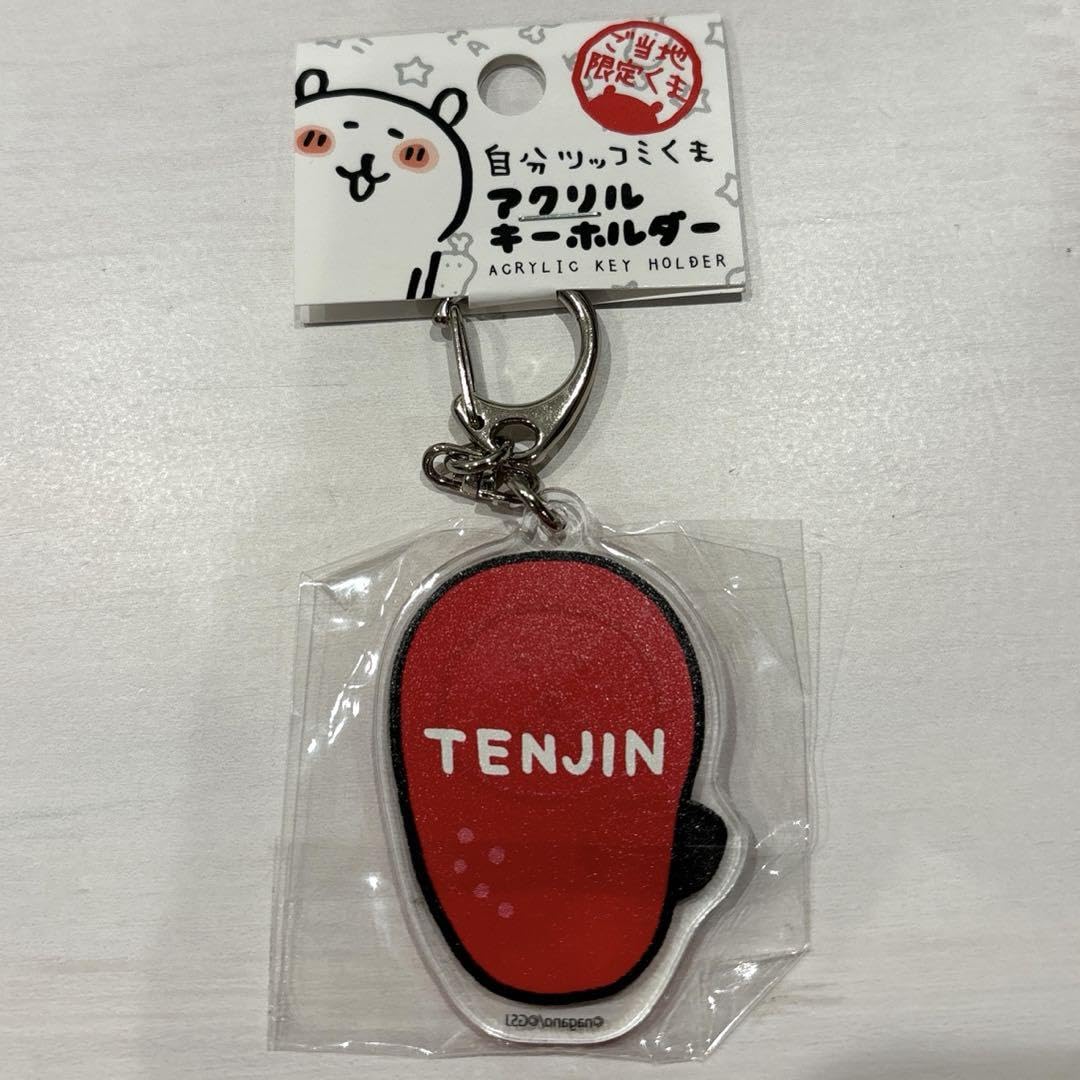 ご当地
限定くま
自分ツッコミくま
アクリル
キーホルダー
ACRYLIC KEY HOLDER
TENJIN
©nagano/©GSJ